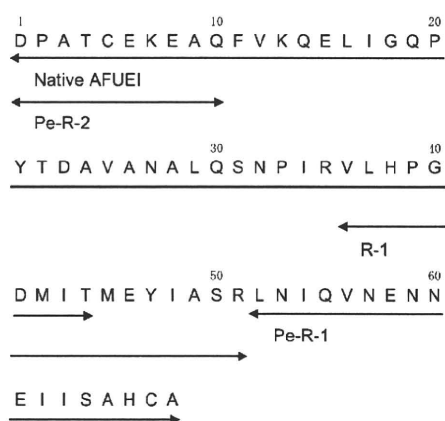 1 10 20
D P A T C E K E A Q F V K Q E L I G Q P
Native AFUEI
Pe-R-2
30 40
Y T D A V A N A L Q S N P I R V L H P G
R-1
50 60
D M I T M E Y I A S R L N I Q V N E N N
Pe-R-1
E I I S A H C A